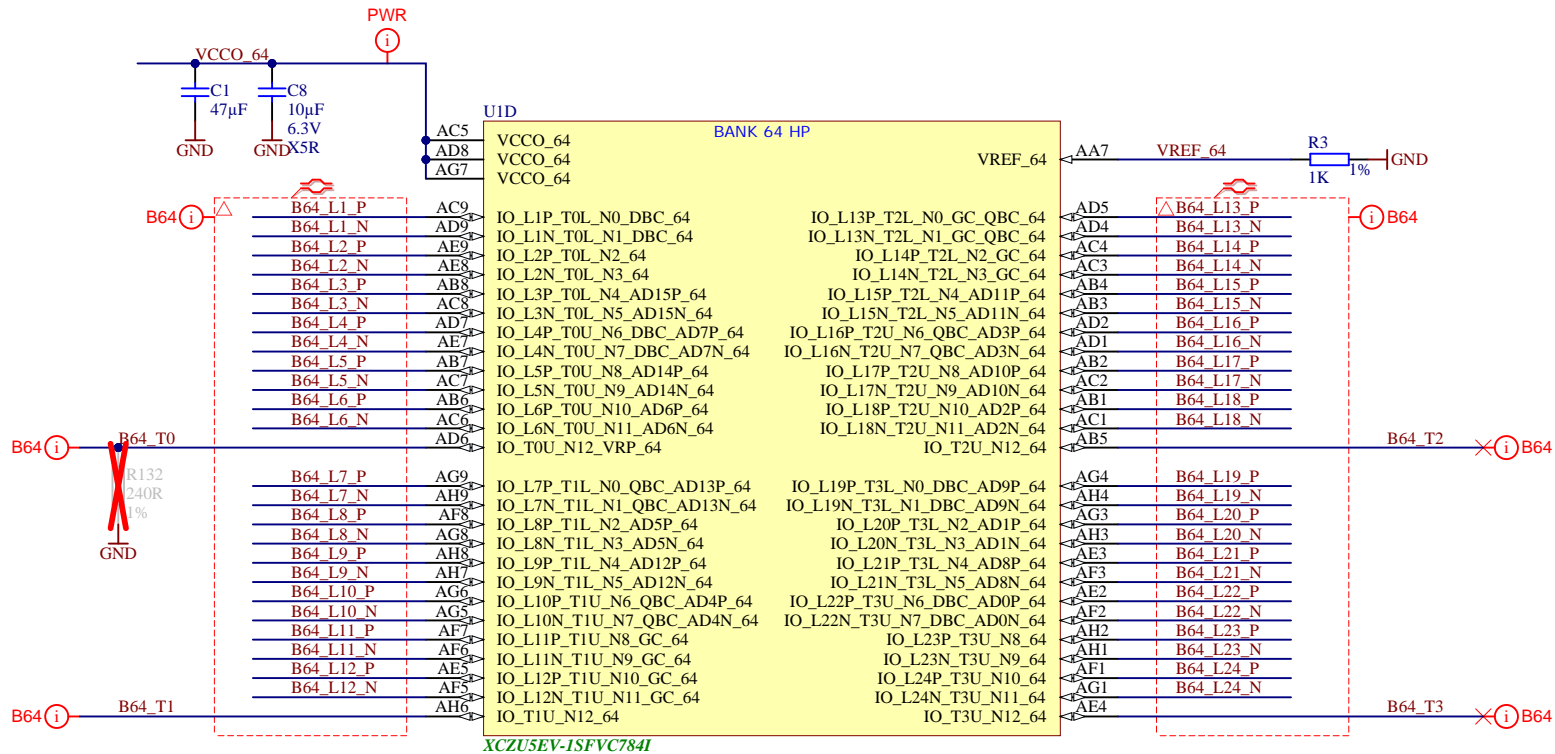 PWR
i
VCCO_64
C1
47µF
GND
C8
10µF
6.3V
X5R
GND
U1D
BANK 64 HP
AC5 VCCO_64
AD8 VCCO_64
AG7 VCCO_64
VREF_64 AA7 VREF_64
R3
1K
1%
GND
B64 i
i B64
B64_L1_P AC9 IO_L1P_T0L_N0_DBC_64 IO_L13P_T2L_N0_GC_QBC_64 AD5 B64_L13_P
B64_L1_N AD9 IO_L1N_T0L_N1_DBC_64 IO_L13N_T2L_N1_GC_QBC_64 AD4 B64_L13_N
B64_L2_P AE9 IO_L2P_T0L_N2_64 IO_L14P_T2L_N2_GC_64 AC4 B64_L14_P
B64_L2_N AE8 IO_L2N_T0L_N3_64 IO_L14N_T2L_N3_GC_64 AC3 B64_L14_N
B64_L3_P AB8 IO_L3P_T0L_N4_AD15P_64 IO_L15P_T2L_N4_AD11P_64 AB4 B64_L15_P
B64_L3_N AC8 IO_L3N_T0L_N5_AD15N_64 IO_L15N_T2L_N5_AD11N_64 AB3 B64_L15_N
B64_L4_P AD7 IO_L4P_T0U_N6_DBC_AD7P_64 IO_L16P_T2U_N6_QBC_AD3P_64 AD2 B64_L16_P
B64_L4_N AE7 IO_L4N_T0U_N7_DBC_AD7N_64 IO_L16N_T2U_N7_QBC_AD3N_64 AD1 B64_L16_N
B64_L5_P AB7 IO_L5P_T0U_N8_AD14P_64 IO_L17P_T2U_N8_AD10P_64 AB2 B64_L17_P
B64_L5_N AC7 IO_L5N_T0U_N9_AD14N_64 IO_L17N_T2U_N9_AD10N_64 AC2 B64_L17_N
B64_L6_P AB6 IO_L6P_T0U_N10_AD6P_64 IO_L18P_T2U_N10_AD2P_64 AB1 B64_L18_P
B64_L6_N AC6 IO_L6N_T0U_N11_AD6N_64 IO_L18N_T2U_N11_AD2N_64 AC1 B64_L18_N
B64 i B64_T0 AD6 IO_T0U_N12_VRP_64 IO_T2U_N12_64 AB5 B64_T2 i B64
R132
240R
1%
GND
B64_L7_P AG9 IO_L7P_T1L_N0_QBC_AD13P_64 IO_L19P_T3L_N0_DBC_AD9P_64 AG4 B64_L19_P
B64_L7_N AH9 IO_L7N_T1L_N1_QBC_AD13N_64 IO_L19N_T3L_N1_DBC_AD9N_64 AH4 B64_L19_N
B64_L8_P AF8 IO_L8P_T1L_N2_AD5P_64 IO_L20P_T3L_N2_AD1P_64 AG3 B64_L20_P
B64_L8_N AG8 IO_L8N_T1L_N3_AD5N_64 IO_L20N_T3L_N3_AD1N_64 AH3 B64_L20_N
B64_L9_P AH8 IO_L9P_T1L_N4_AD12P_64 IO_L21P_T3L_N4_AD8P_64 AE3 B64_L21_P
B64_L9_N AH7 IO_L9N_T1L_N5_AD12N_64 IO_L21N_T3L_N5_AD8N_64 AF3 B64_L21_N
B64_L10_P AG6 IO_L10P_T1U_N6_QBC_AD4P_64 IO_L22P_T3U_N6_DBC_AD0P_64 AE2 B64_L22_P
B64_L10_N AG5 IO_L10N_T1U_N7_QBC_AD4N_64 IO_L22N_T3U_N7_DBC_AD0N_64 AF2 B64_L22_N
B64_L11_P AF7 IO_L11P_T1U_N8_GC_64 IO_L23P_T3U_N8_64 AH2 B64_L23_P
B64_L11_N AF6 IO_L11N_T1U_N9_GC_64 IO_L23N_T3U_N9_64 AH1 B64_L23_N
B64_L12_P AE5 IO_L12P_T1U_N10_GC_64 IO_L24P_T3U_N10_64 AF1 B64_L24_P
B64_L12_N AF5 IO_L12N_T1U_N11_GC_64 IO_L24N_T3U_N11_64 AG1 B64_L24_N
B64 i B64_T1 AH6 IO_T1U_N12_64 IO_T3U_N12_64 AE4 B64_T3 i B64
XCZU5EV-1SFVC784I